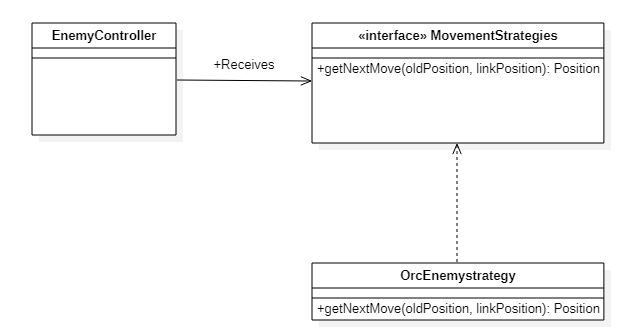 EnemyController
+Receives
«interface» MovementStrategies
+getNextMove(oldPosition, linkPosition): Position
OrcEnemystrategy
+getNextMove(oldPosition, linkPosition): Position